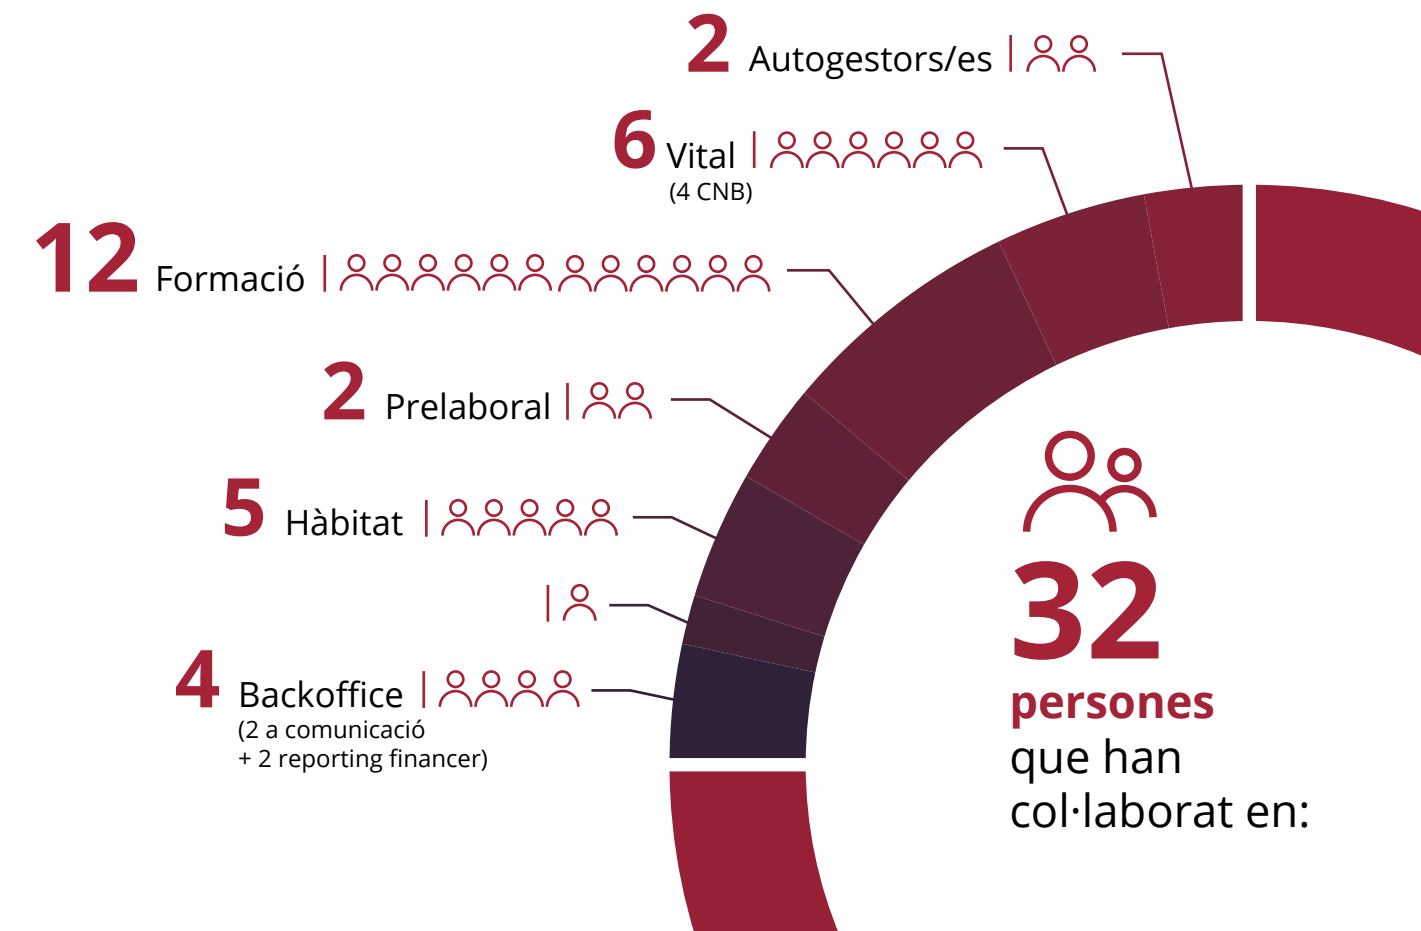 2 Autogestors/es
6 Vital
(4 CNB)
12 Formació
2 Prelaboral
5 Hàbitat
4 Backoffice
(2 a comunicació
+ 2 reporting financer)
32
persones
que han
col·laborat en: